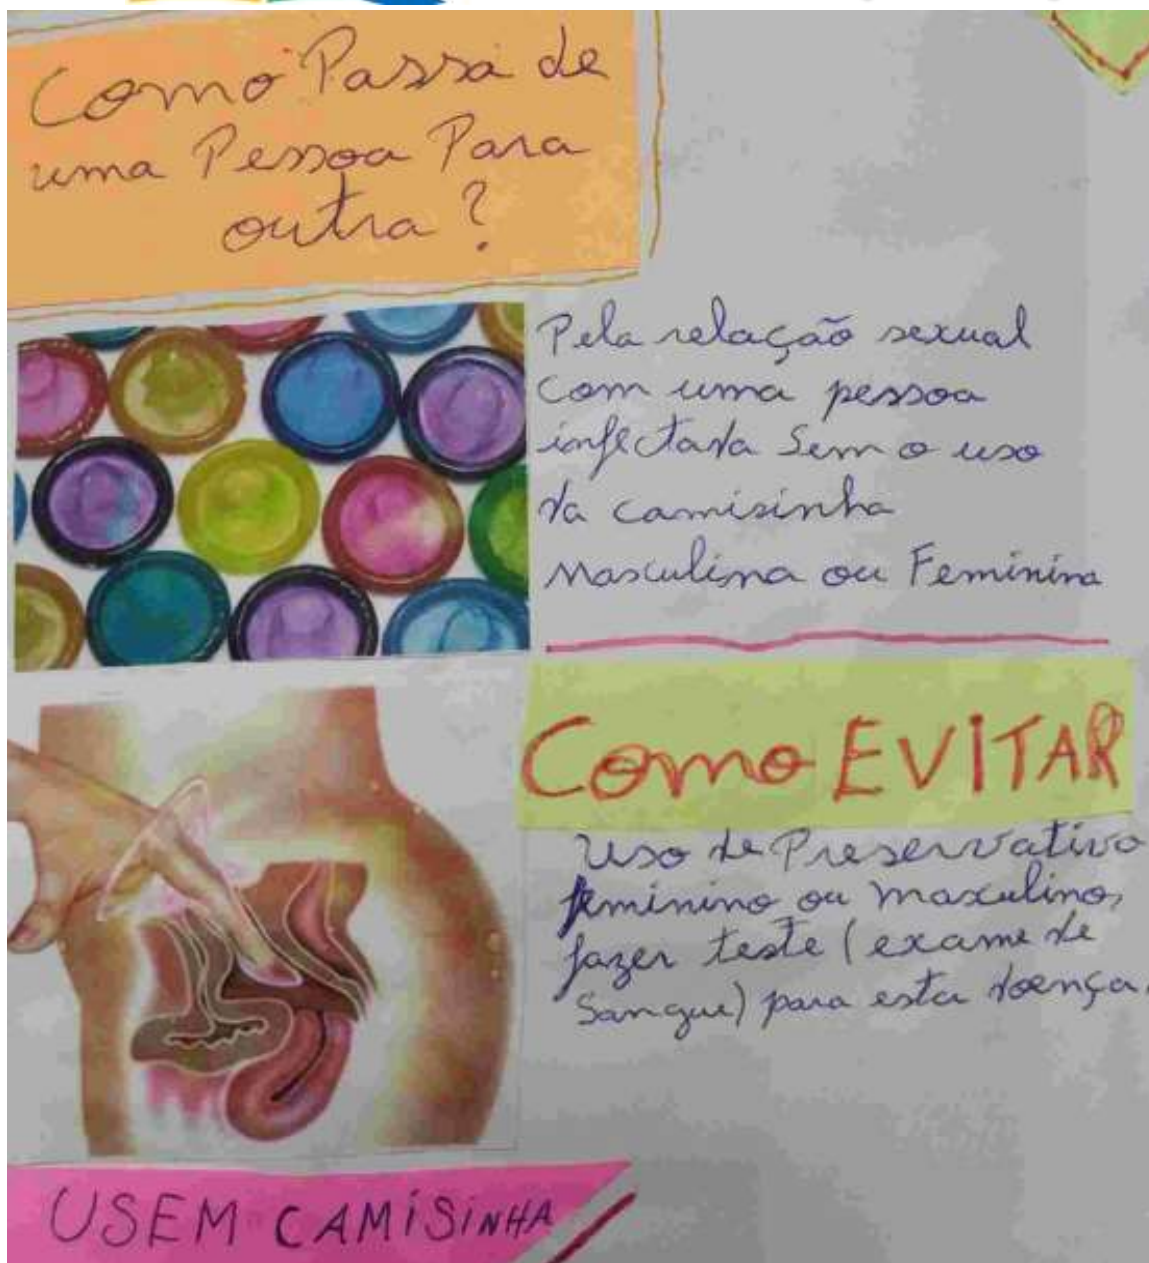 Como Passa de
uma Pessoa Para
outra?
Pela relação sexual
com uma pessoa
infectada Sem o uso
da camisinha
Masculina ou Feminina
Como EVITAR
Uso de Preservativo
feminino ou masculino,
fazer teste (exame de
Sangue) para esta doença.
USEM CAMISINHA